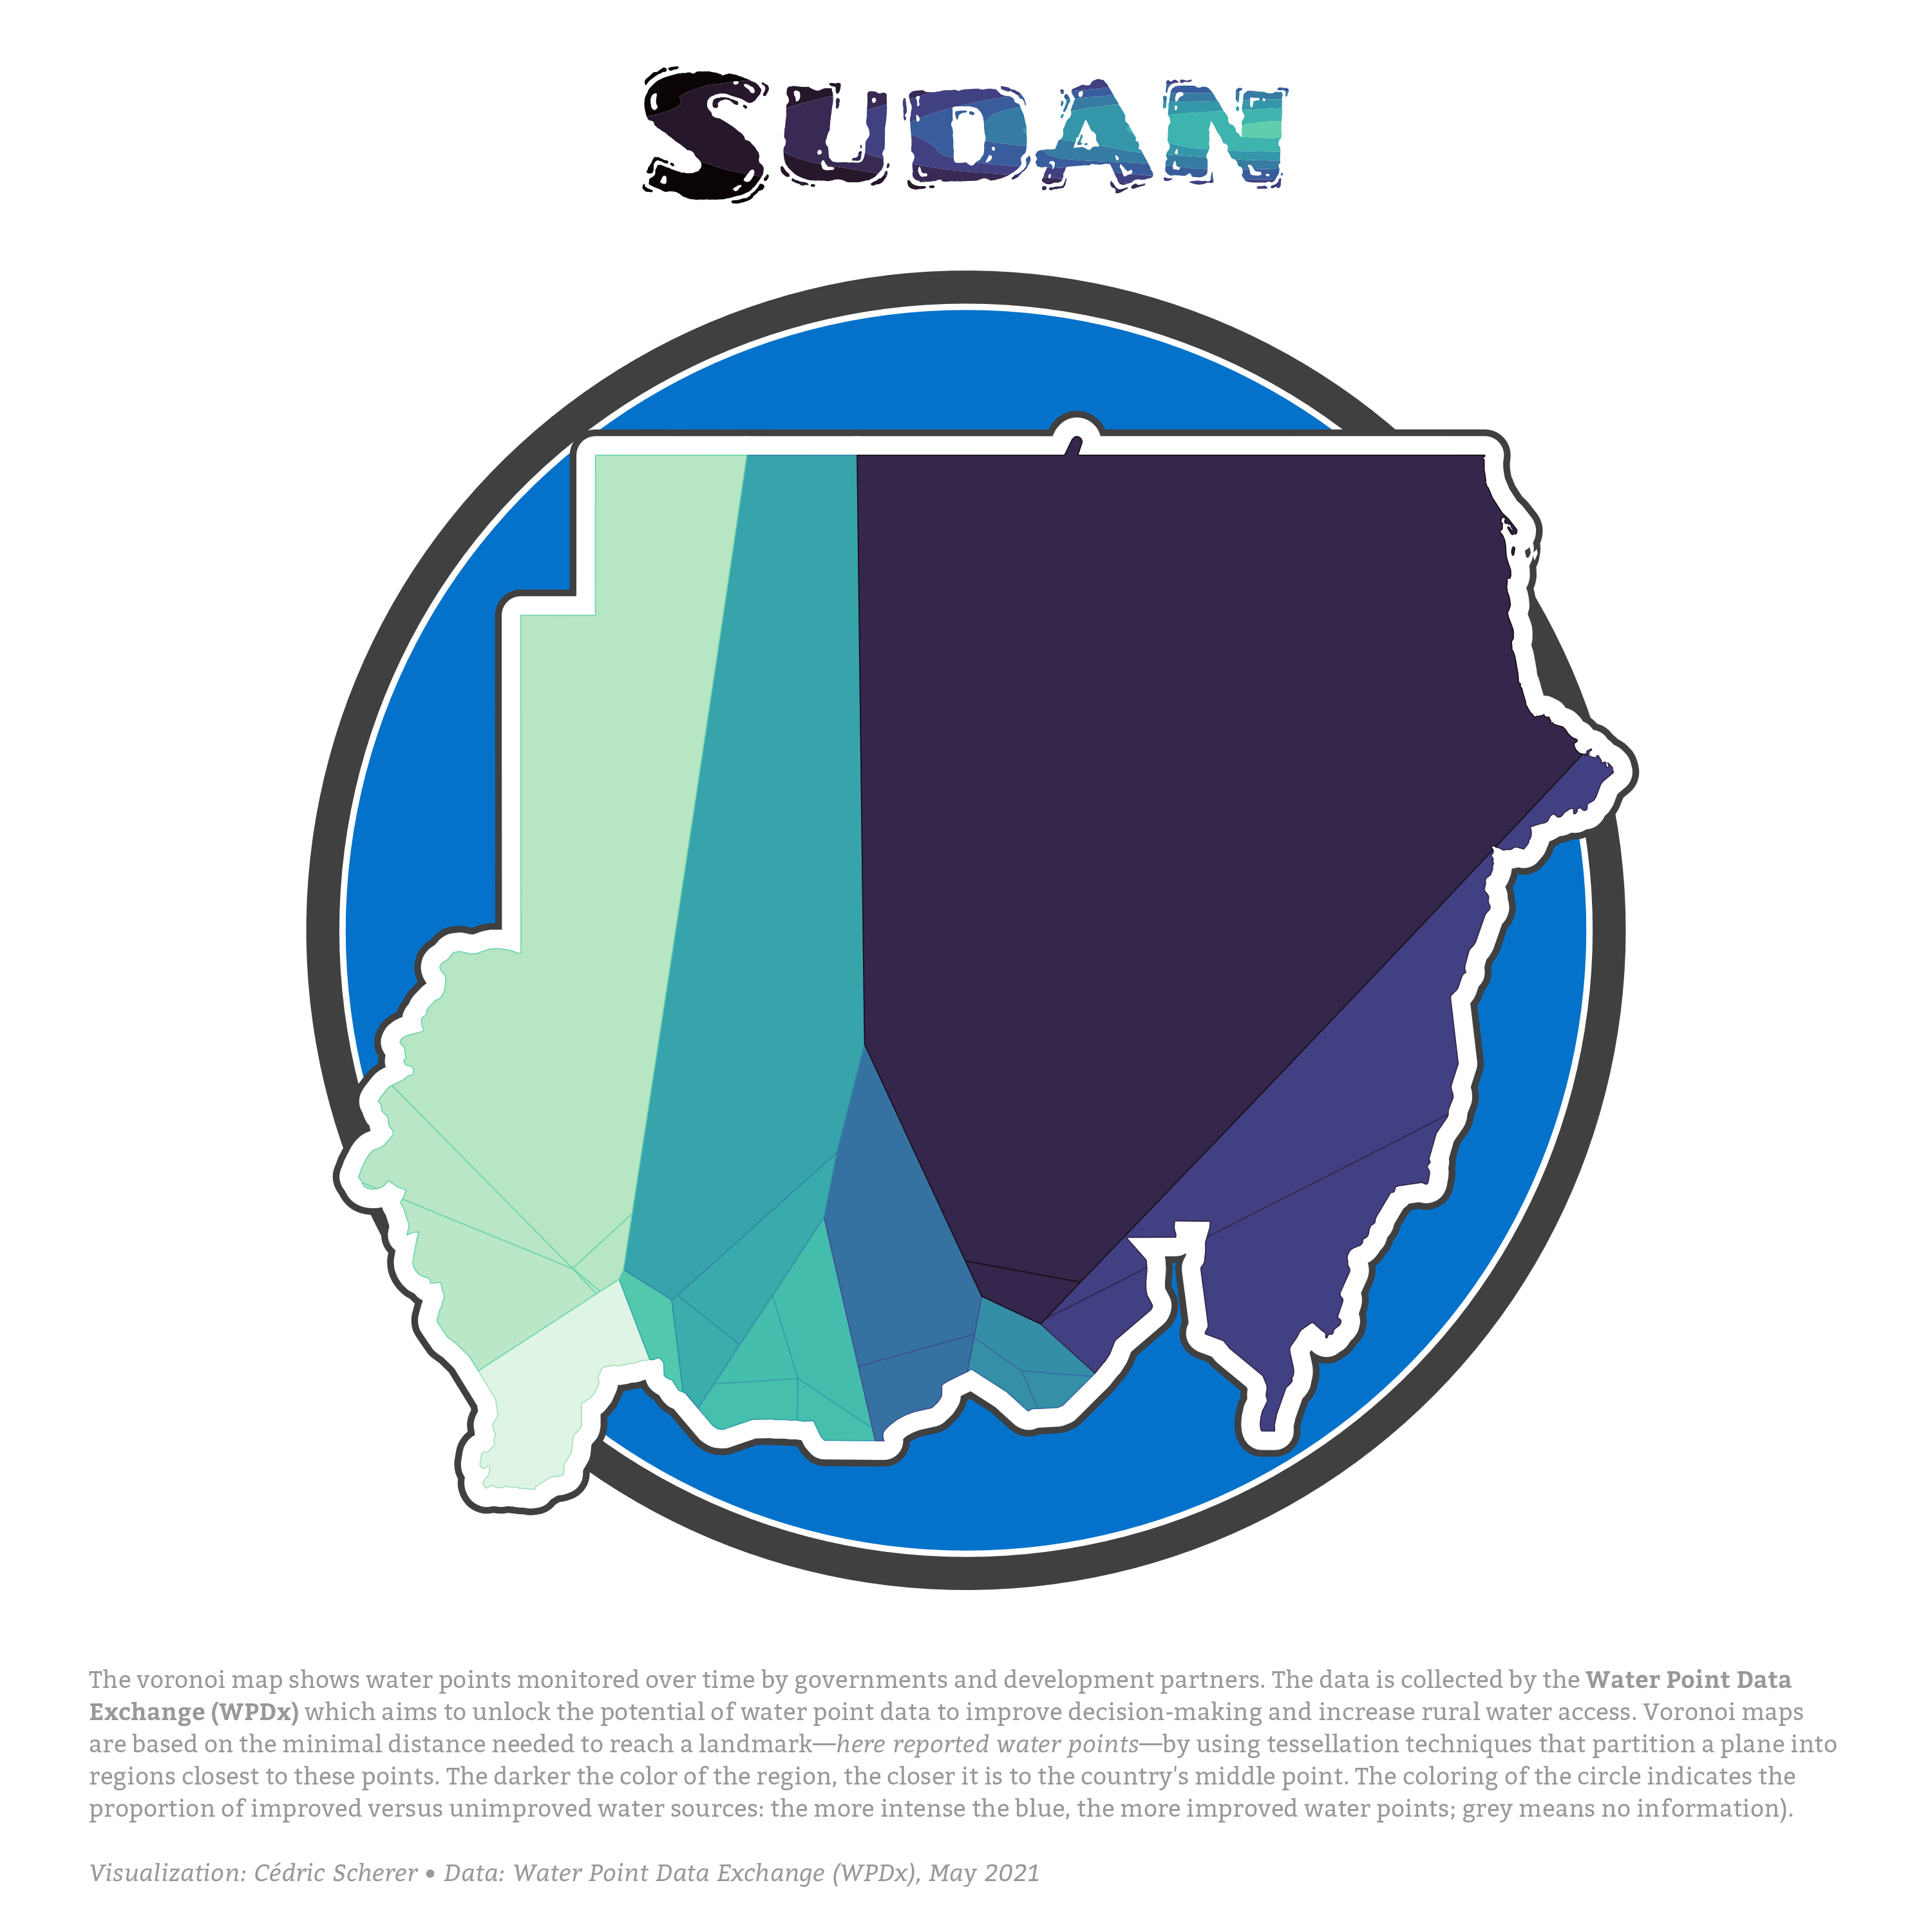 SUDAN
The voronoi map shows water points monitored over time by governments and development partners. The data is collected by the Water Point Data
Exchange (WPDx) which aims to unlock the potential of water point data to improve decision-making and increase rural water access. Voronoi maps
are based on the minimal distance needed to reach a landmark—here reported water points—by using tessellation techniques that partition a plane into
regions closest to these points. The darker the color of the region, the closer it is to the country's middle point. The coloring of the circle indicates the
proportion of improved versus unimproved water sources: the more intense the blue, the more improved water points; grey means no information).
Visualization: Cédric Scherer • Data: Water Point Data Exchange (WPDx), May 2021